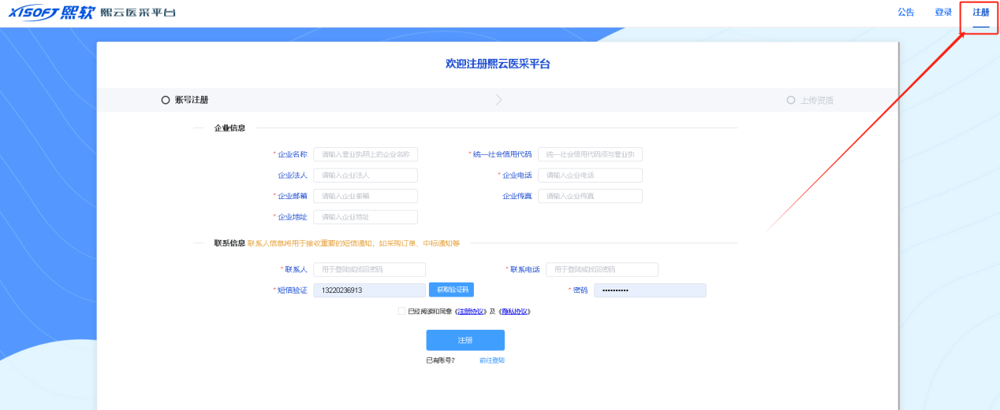 XISOFT 熙软 熙云医采平台 公告 登录 注册
欢迎注册熙云医采平台
账号注册 上传资质
企业信息
* 企业名称 请输入营业执照上的企业名称 * 统一社会信用代码 统一社会信用代码须与营业执
企业法人 请输入企业法人 * 企业电话 请输入企业电话
* 企业邮箱 请输入企业邮箱 企业传真 请输入企业传真
* 企业地址 请输入企业地址
联系信息 联系人信息将用于接收重要的短信通知，如采购订单、中标通知等
* 联系人 用于登陆或找回密码 * 联系电话 用于登陆或找回密码
* 短信验证 13220236913 获取验证码 * 密码 ••••••••••
已经阅读和同意《注册协议》及《隐私协议》
注册
已有账号？ 前往登陆